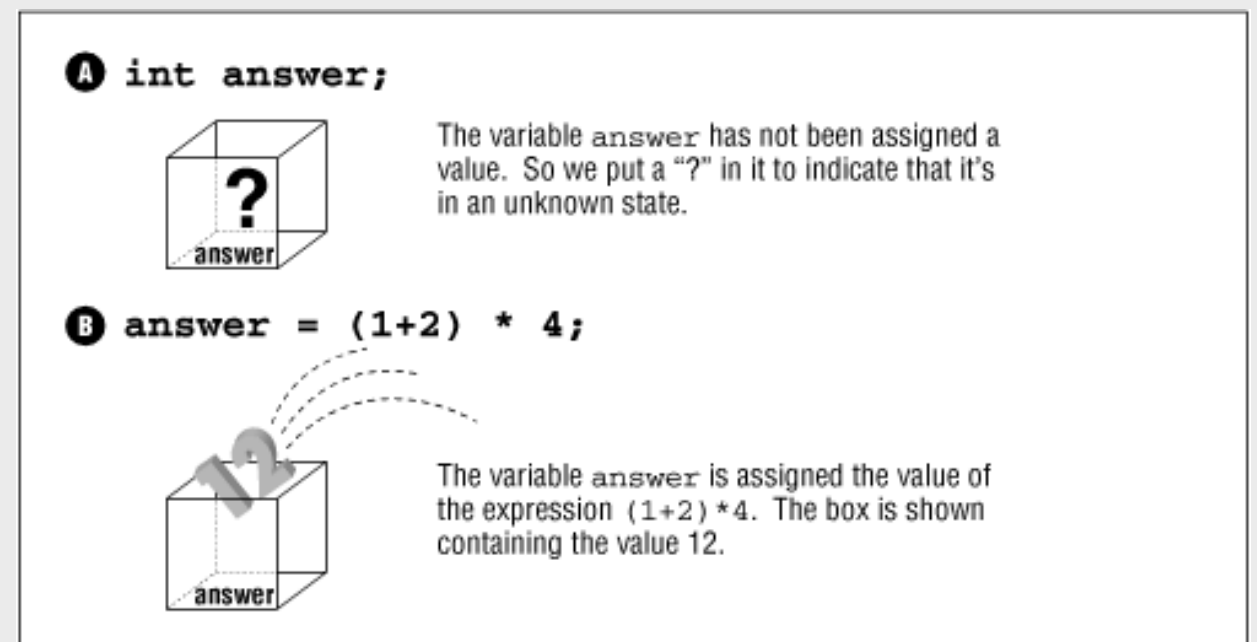 A int answer;
?
answer
The variable answer has not been assigned a
value. So we put a “?” in it to indicate that it’s
in an unknown state.
B answer = (1+2) * 4;
12
answer
The variable answer is assigned the value of
the expression (1+2)*4. The box is shown
containing the value 12.